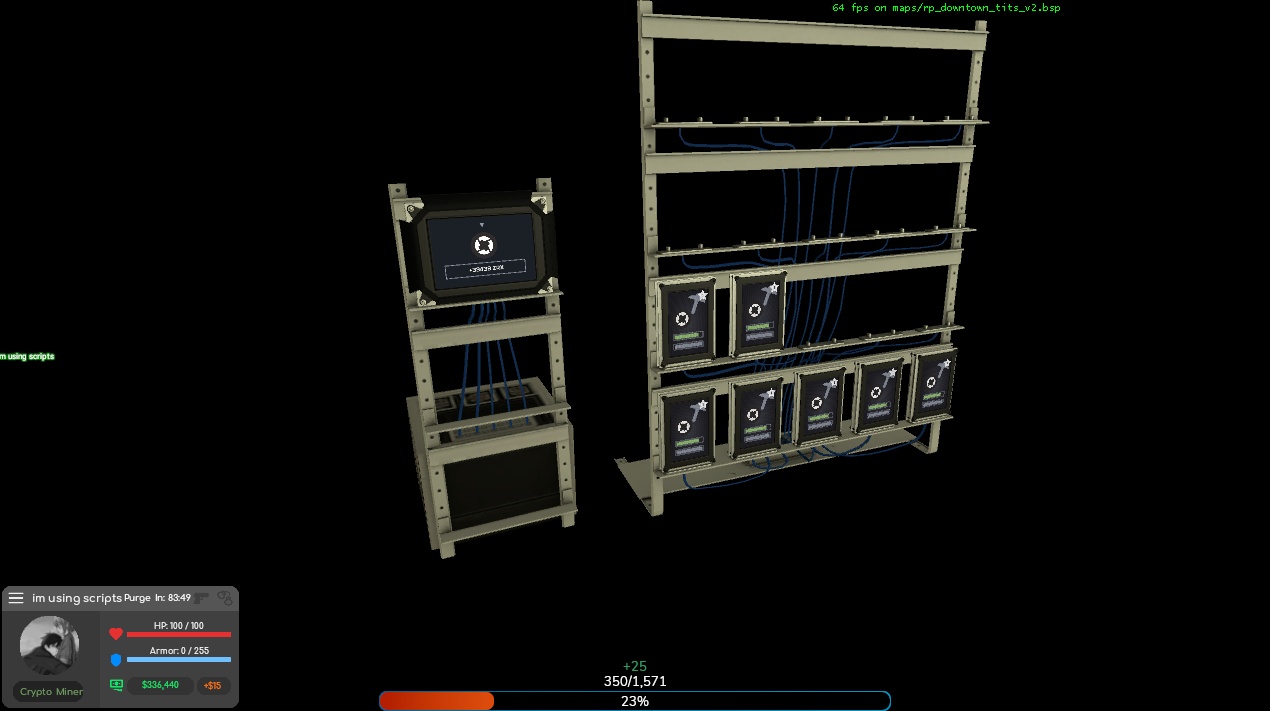 64 fps on maps/rp_downtown_tits_v2.bsp
m using scripts
im using scripts
Purge In: 83:49
HP: 100 / 100
Armor: 0 / 255
$336,440
+$15
Crypto Miner
+25
350/1,571
23%